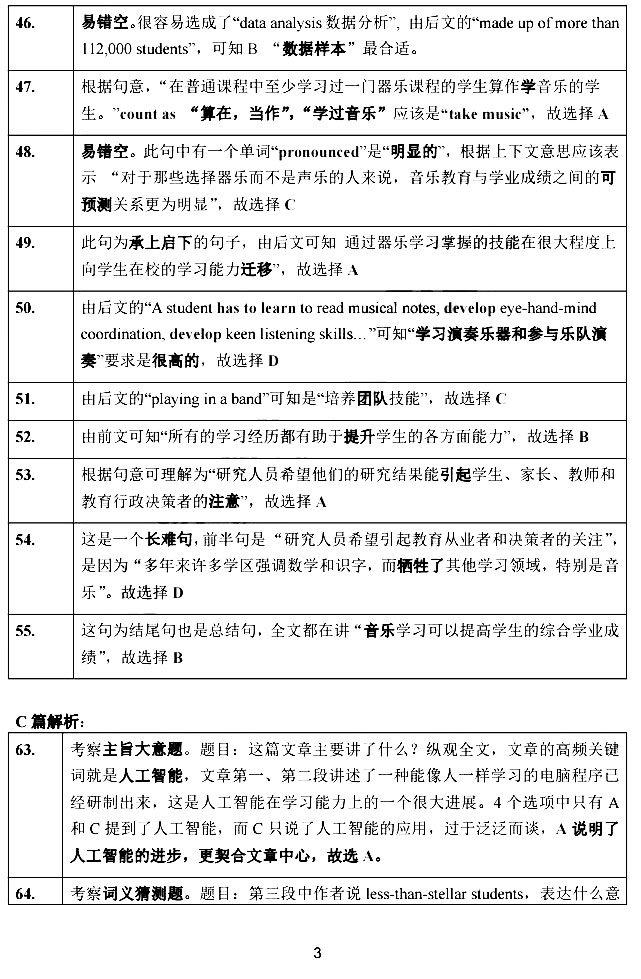 46. 易错空。很容易选成了“data analysis 数据分析”, 由后文的“made up of more than
112,000 students”，可知 B “数据样本”最合适。
47. 根据句意，“在普通课程中至少学习过一门器乐课程的学生算作学音乐的学
生。”count as “算在，当作”，“学过音乐”应该是“take music”，故选择 A
48. 易错空。此句中有一个单词“pronounced”是“明显的”，根据上下文意思应该表
示 “对于那些选择器乐而不是声乐的人来说，音乐教育与学业成绩之间的可
预测关系更为明显”，故选择 C
49. 此句为承上启下的句子，由后文可知 通过器乐学习掌握的技能在很大程度上
向学生在校的学习能力迁移”，故选择 A
50. 由后文的“A student has to learn to read musical notes, develop eye-hand-mind
coordination, develop keen listening skills…”可知“学习演奏乐器和参与乐队演
奏”要求是很高的，故选择 D
51. 由后文的“playing in a band”可知是“培养团队技能”，故选择 C
52. 由前文可知“所有的学习经历都有助于提升学生的各方面能力”，故选择 B
53. 根据句意可理解为“研究人员希望他们的研究结果能引起学生、家长、教师和
教育行政决策者的注意”，故选择 A
54. 这是一个长难句, 前半句是 “研究人员希望引起教育从业者和决策者的关注”，
是因为“多年来许多学区强调数学和识字，而牺牲了其他学习领域，特别是音
乐”。故选择 D
55. 这句为结尾句也是总结句，全文都在讲“音乐学习可以提高学生的综合学业成
绩”，故选择 B
C 篇解析：
63. 考察主旨大意题。题目：这篇文章主要讲了什么？纵观全文，文章的高频关键
词就是人工智能，文章第一、第二段讲述了一种能像人一样学习的电脑程序已
经研制出来，这是人工智能在学习能力上的一个很大进展。4 个选项中只有 A
和 C 提到了人工智能，而 C 只说了人工智能的应用，过于泛泛而谈，A 说明了
人工智能的进步，更契合文章中心，故选 A。
64. 考察词义猜测题。题目：第三段中作者说 less-than-stellar students，表达什么意
3